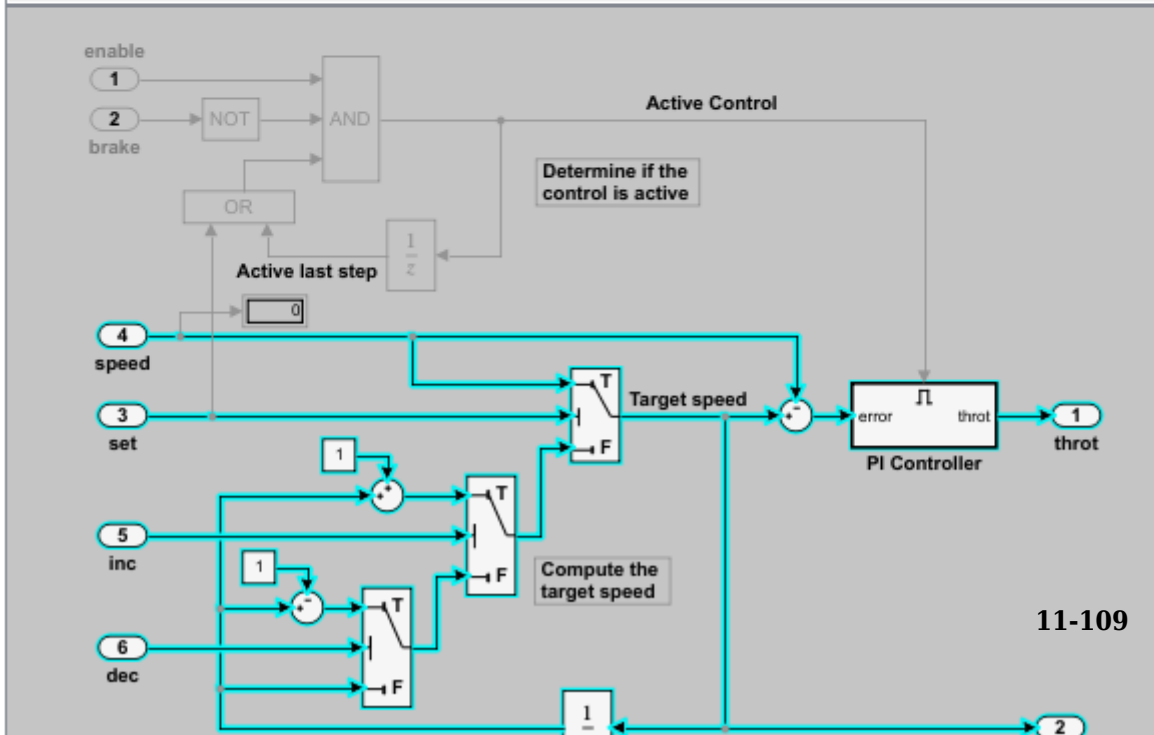 enable
1
2
brake
NOT
AND
Active Control
Determine if the
control is active
OR
1
z
Active last step
0
4
speed
T
Target speed
3
set
F
+
-
error
throt
PI Controller
1
throt
1
+
+
T
5
inc
F
Compute the
target speed
1
+
-
T
6
dec
F
11-109
1
2